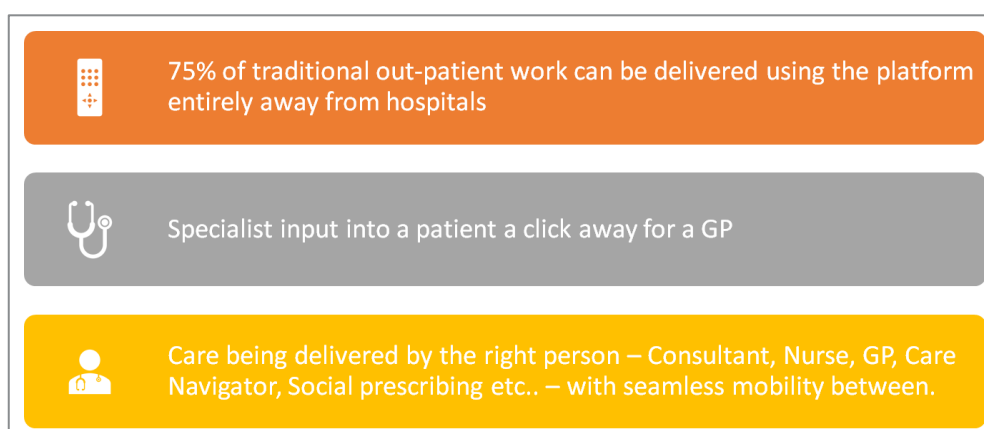 75% of traditional out-patient work can be delivered using the platform
entirely away from hospitals
Specialist input into a patient a click away for a GP
Care being delivered by the right person – Consultant, Nurse, GP, Care
Navigator, Social prescribing etc.. – with seamless mobility between.